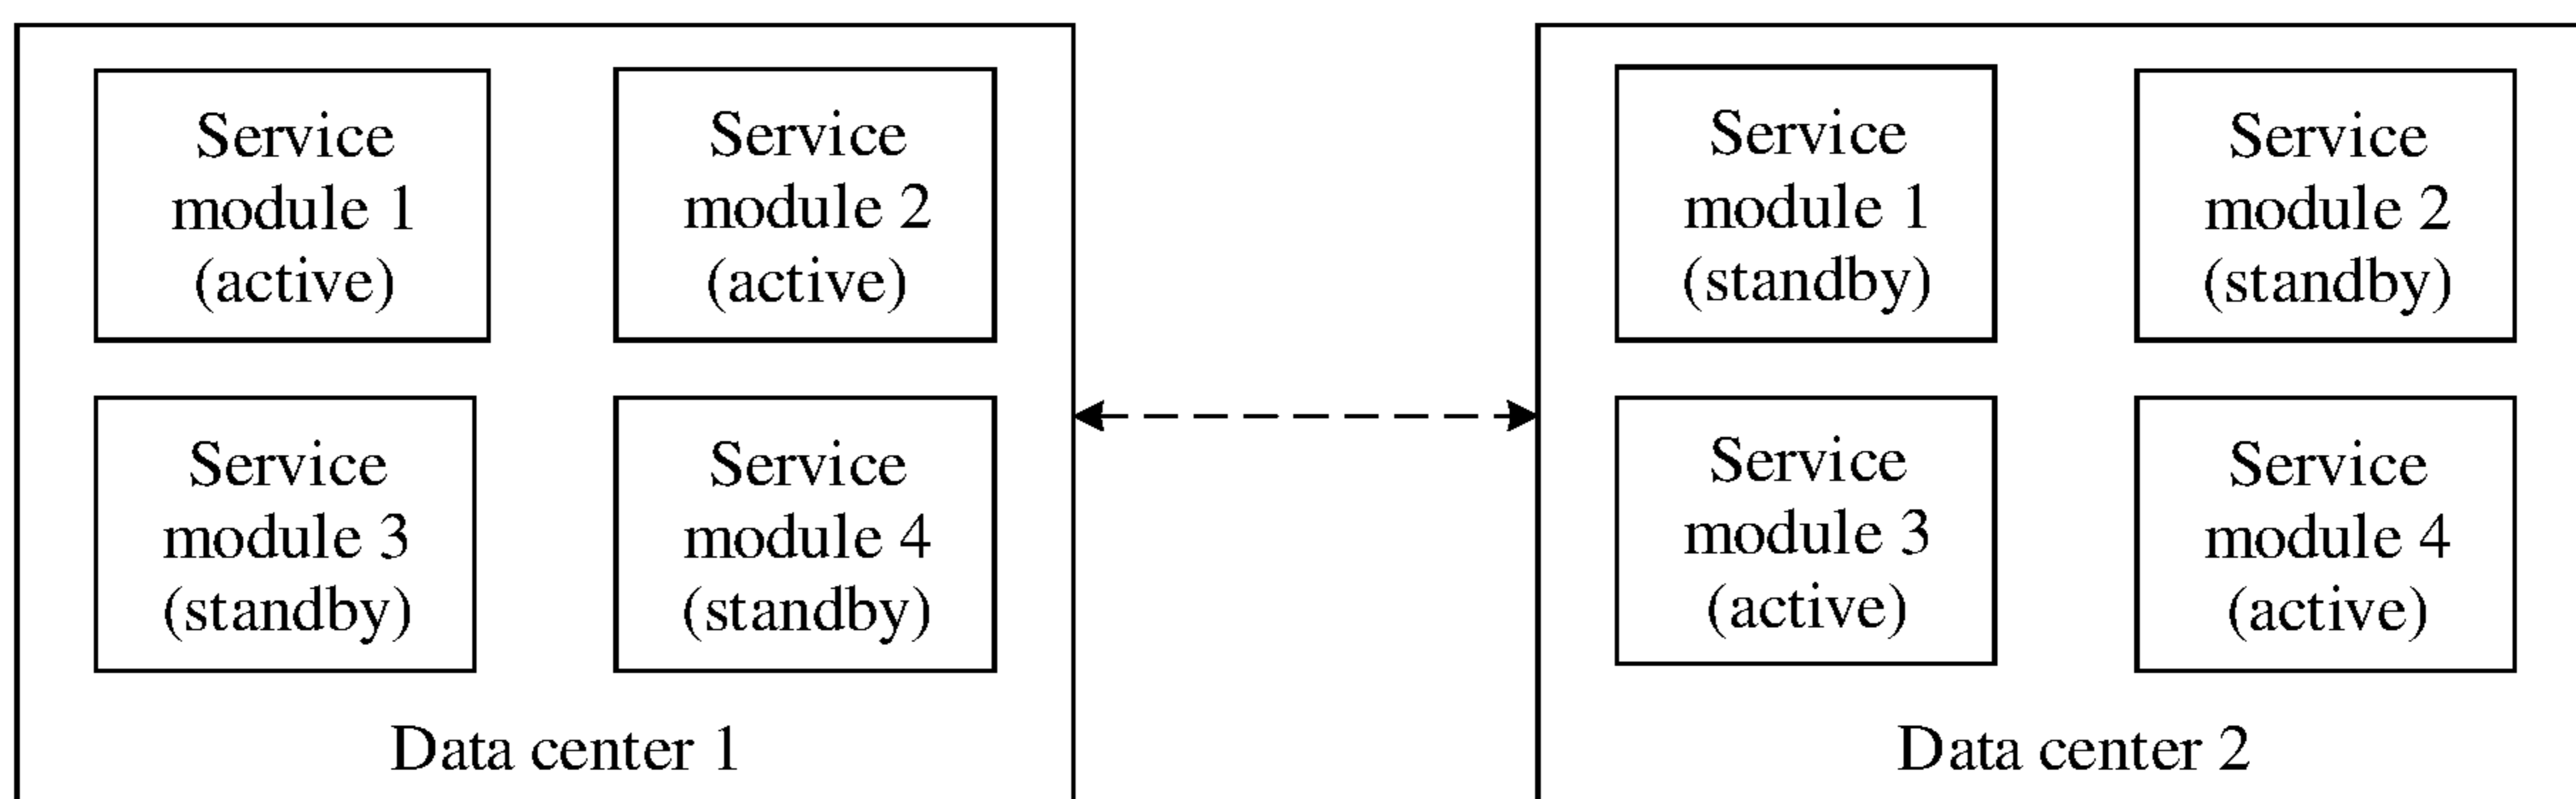 Service
module 1
(active)
Service
module 2
(active)
Service
module 3
(standby)
Service
module 4
(standby)
Data center 1
Service
module 1
(standby)
Service
module 2
(standby)
Service
module 3
(active)
Service
module 4
(active)
Data center 2